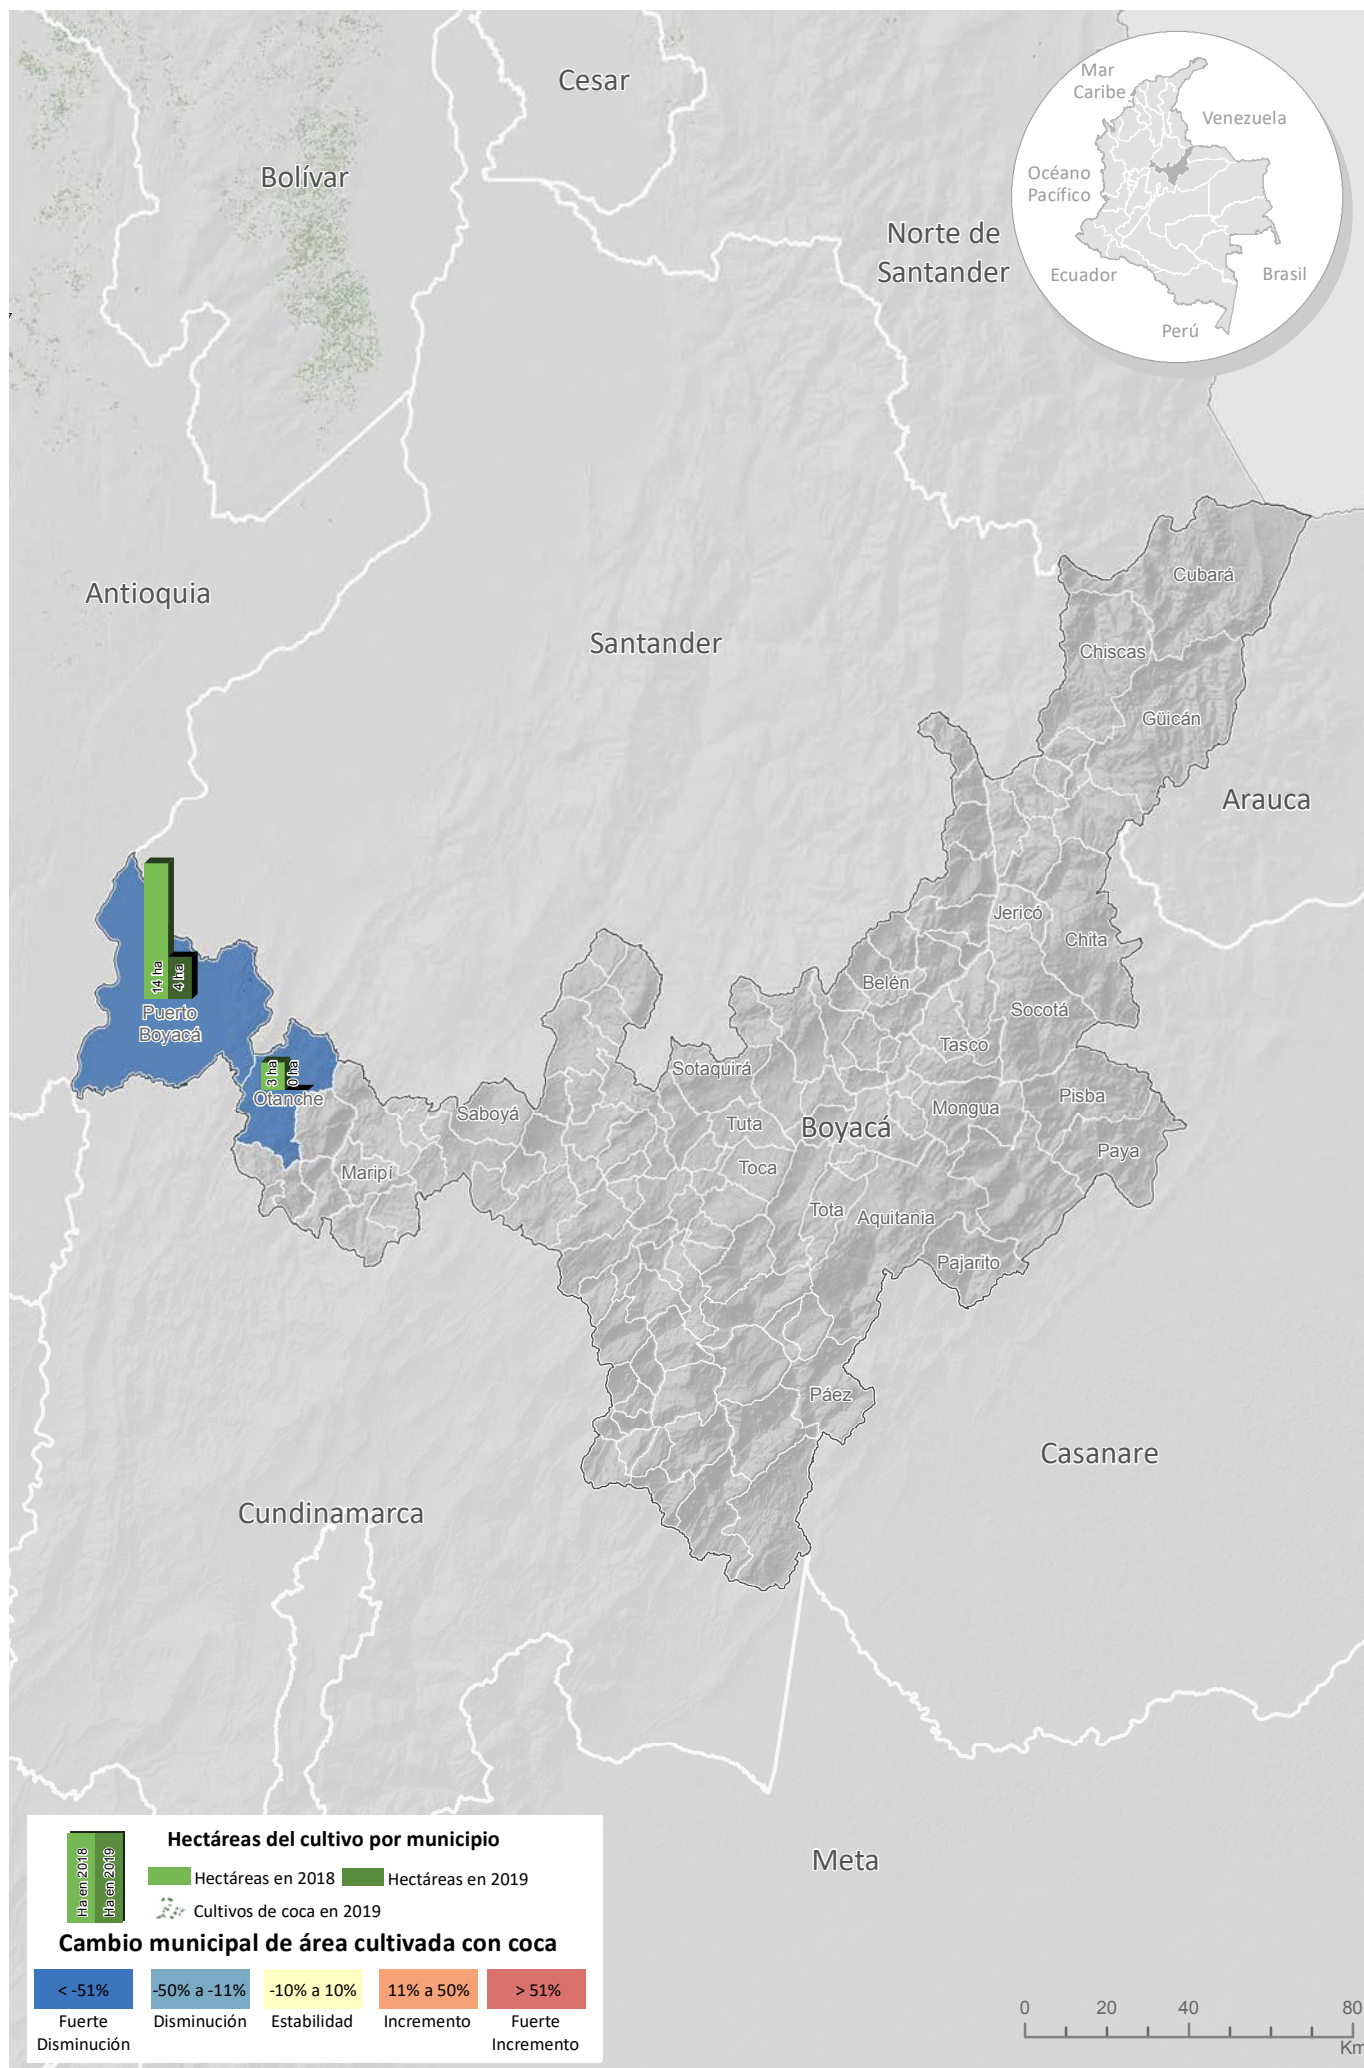 Cesar
Bolívar
Norte de
Santander
Mar
Caribe
Venezuela
Océano
Pacífico
Ecuador
Brasil
Perú
Antioquia
Santander
Cubará
Chiscas
Güicán
Arauca
Jericó
Chita
Belén
Socotá
14 ha
4 ha
Puerto
Boyacá
3 ha
0 ha
Otanche
Sotaquirá
Tasco
Saboyá
Tuta
Boyacá
Mongua
Pisba
Maripí
Toca
Paya
Tota
Aquitania
Pajarito
Páez
Casanare
Cundinamarca
Meta
Hectáreas del cultivo por municipio
Ha en 2018
Ha en 2019
Hectáreas en 2018
Hectáreas en 2019
Cultivos de coca en 2019
Cambio municipal de área cultivada con coca
< -51%
-50% a -11%
-10% a 10%
11% a 50%
> 51%
Fuerte
Disminución
Disminución
Estabilidad
Incremento
Fuerte
Incremento
0
20
40
80
Km